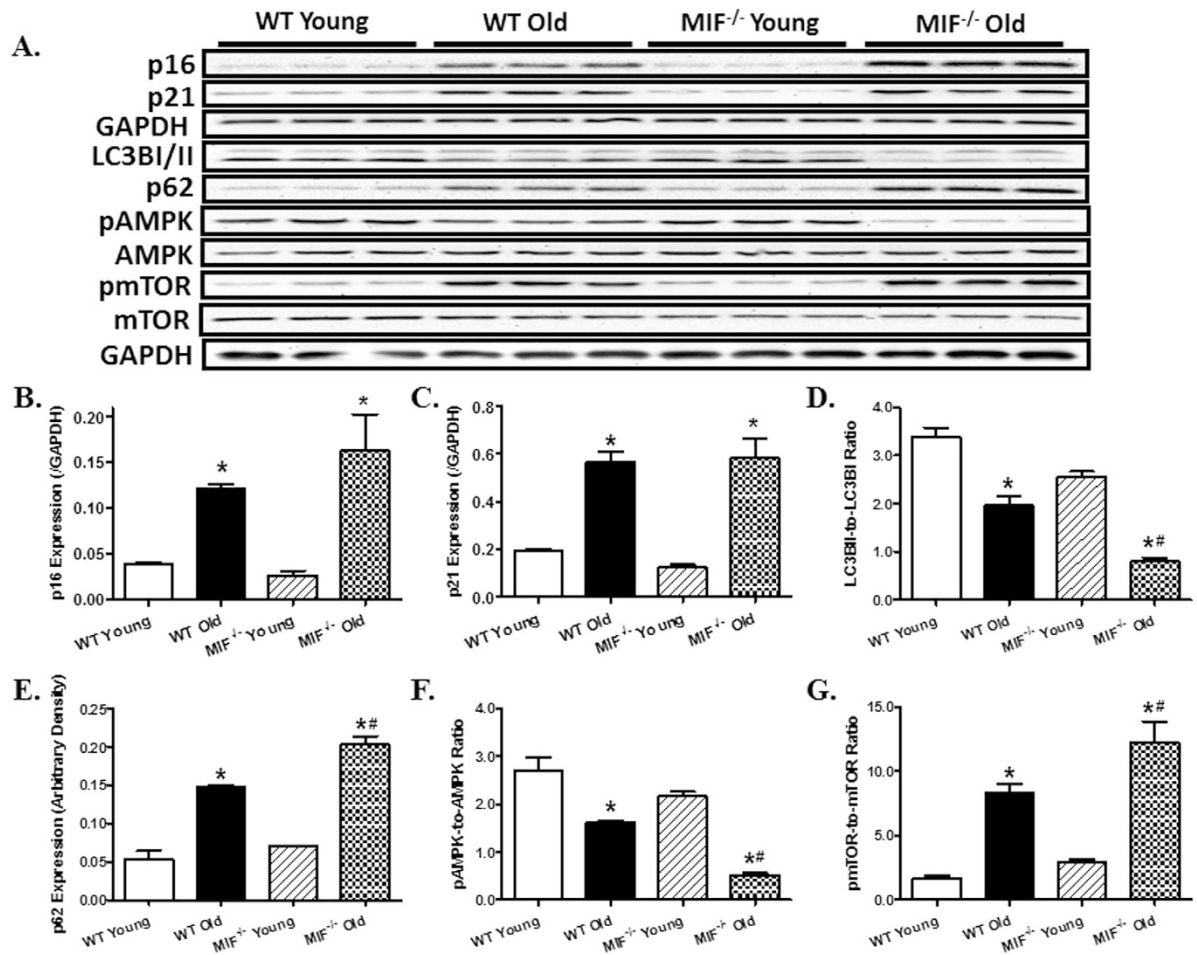 WT Young WT Old MIF-/- Young MIF-/- Old
A.
p16
p21
GAPDH
LC3BI/II
p62
pAMPK
AMPK
pmTOR
mTOR
GAPDH
B.
p16 Expression (/GAPDH)
0.20
0.15
0.10
0.05
0.00
*
*
WT Young
WT Old
MIF-/- Young
MIF-/- Old
C.
p21 Expression (/GAPDH)
0.8
0.6
0.4
0.2
0.0
*
*
WT Young
WT Old
MIF-/- Young
MIF-/- Old
D.
LC3BII-to-LC3BI Ratio
4.0
3.0
2.0
1.0
0.0
*
*#
WT Young
WT Old
MIF-/- Young
MIF-/- Old
E.
p62 Expression (Arbitrary Density)
0.25
0.20
0.15
0.10
0.05
0.00
*
*#
WT Young
WT Old
MIF-/- Young
MIF-/- Old
F.
pAMPK-to-AMPK Ratio
4.0
3.0
2.0
1.0
0.0
*
*#
WT Young
WT Old
MIF-/- Young
MIF-/- Old
G.
pmTOR-to-mTOR Ratio
15.0
10.0
5.0
0.0
*
*#
WT Young
WT Old
MIF-/- Young
MIF-/- Old